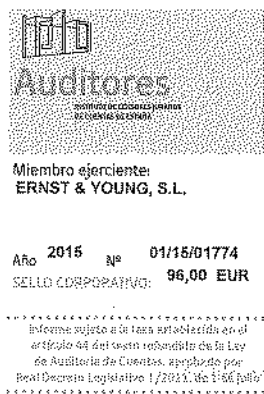 Auditores
INSTITUTO DE CENSORES JURADOS
DE CUENTAS DE ESPAÑA
Miembro ejerciente:
ERNST & YOUNG, S.L.
Año 2015 Nº 01/15/01774
SELLO CORPORATIVO: 96,00 EUR
Informe sujeto a la tasa establecida en el
artículo 44 del texto refundido de la Ley
de Auditoría de Cuentas, aprobado por
Real Decreto Legislativo 1/2011, de 1 de julio